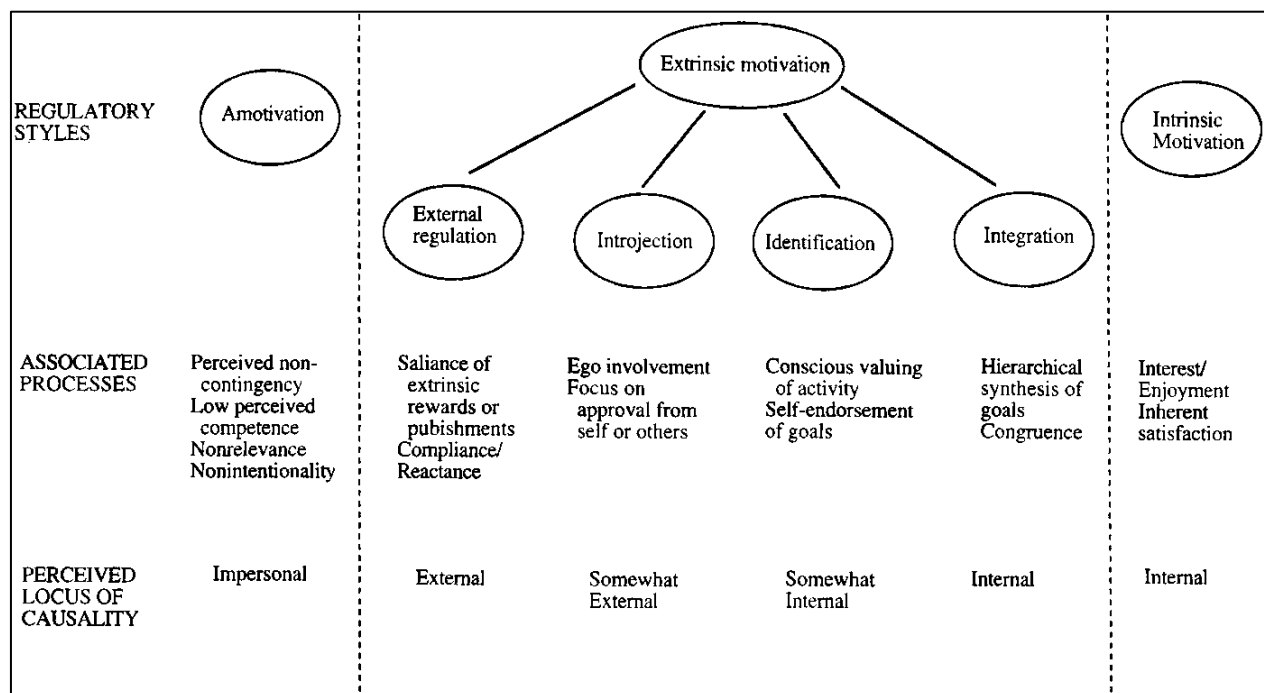 Extrinsic motivation
REGULATORY
STYLES
Amotivation
Intrinsic
Motivation
External
regulation
Introjection
Identification
Integration
ASSOCIATED
PROCESSES
Perceived non-
contingency
Low perceived
competence
Nonrelevance
Nonintentionality
Saliance of
extrinsic
rewards or
pubishments
Compliance/
Reactance
Ego involvement
Focus on
approval from
self or others
Conscious valuing
of activity
Self-endorsement
of goals
Hierarchical
synthesis of
goals
Congruence
Interest/
Enjoyment
Inherent
satisfaction
PERCEIVED
LOCUS OF
CAUSALITY
Impersonal
External
Somewhat
External
Somewhat
Internal
Internal
Internal